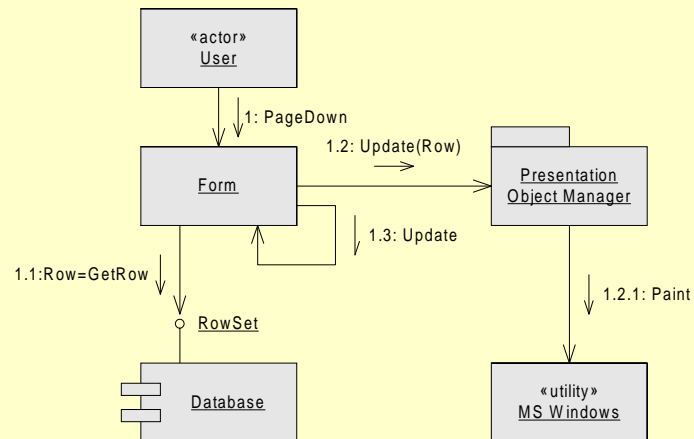 «actor»
User
1: PageDown
1.2: Update(Row)
Form
Presentation
Object Manager
1.3: Update
1.1:Row=GetRow
1.2.1: Paint
RowSet
Database
«utility»
MS Windows